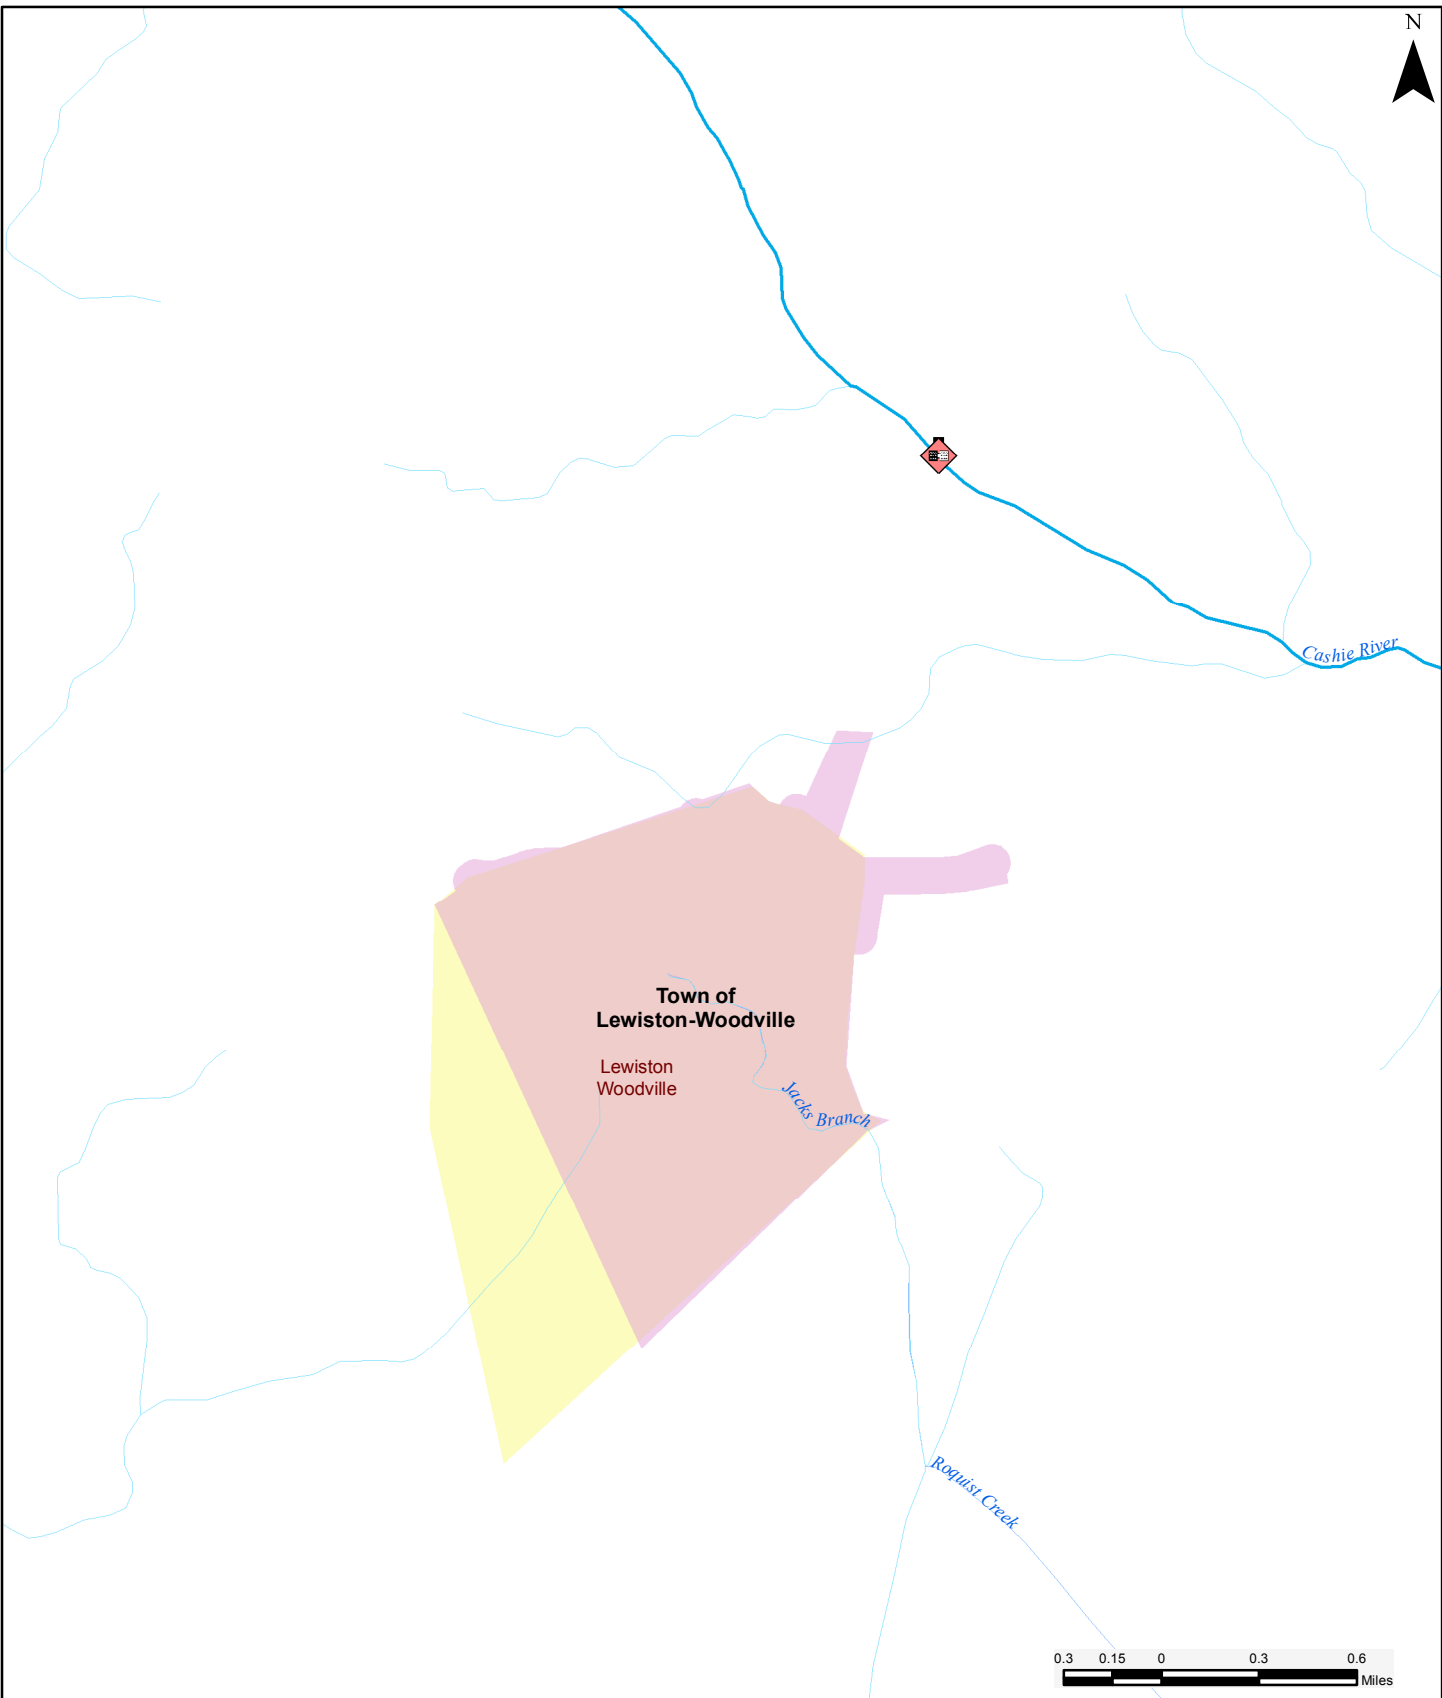 N
Cashie River
Town of
Lewiston-Woodville
Lewiston
Woodville
Jacks Branch
Roquist Creek
0.3 0.15 0 0.3 0.6
Miles